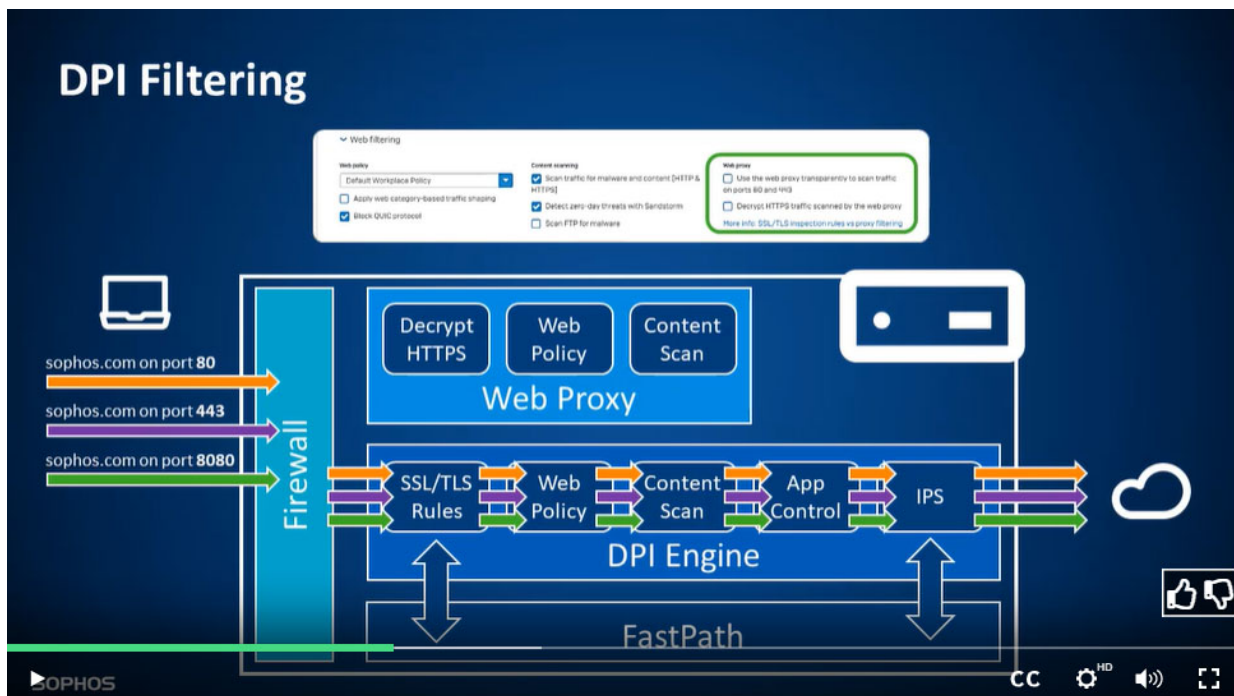 DPI Filtering
Web filtering
Web policy
Default Workplace Policy
Apply web category-based traffic shaping
Block QUIC protocol
Content scanning
Scan traffic for malware and content [HTTP &
HTTPS]
Detect zero-day threats with Sandstorm
Scan FTP for malware
Web proxy
Use the web proxy transparently to scan traffic
on ports 80 and 443
Decrypt HTTPS traffic scanned by the web proxy
More info: SSL/TLS inspection rules vs proxy filtering
sophos.com on port 80
sophos.com on port 443
sophos.com on port 8080
Firewall
Decrypt
HTTPS
Web
Policy
Content
Scan
Web Proxy
SSL/TLS
Rules
Web
Policy
Content
Scan
App
Control
IPS
DPI Engine
FastPath
SOPHOS
CC
HD